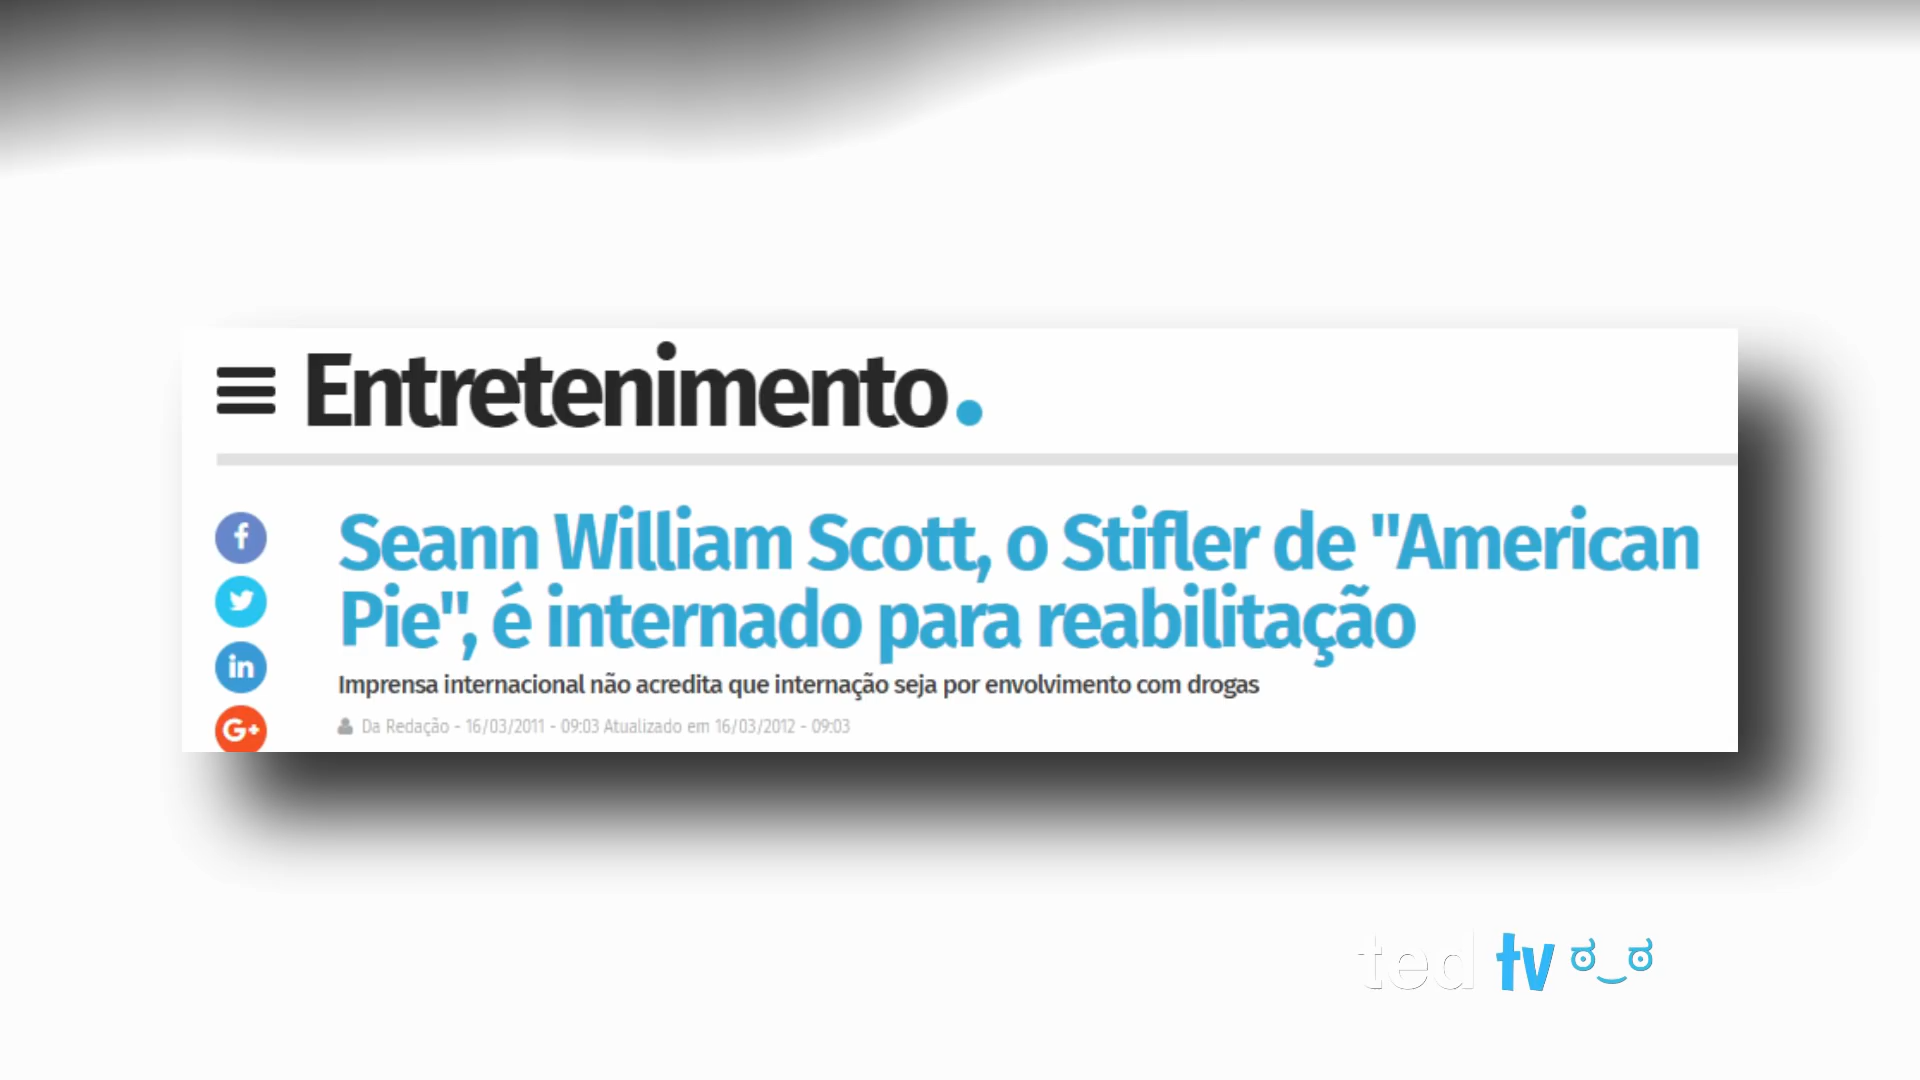 Entretenimento.
Seann William Scott, o Stifler de "American
Pie", é internado para reabilitação
Imprensa internacional não acredita que internação seja por envolvimento com drogas
Da Redação - 16/03/2011 - 09:03 Atualizado em 16/03/2012 - 09:03
ted tv ಠ‿ಠ